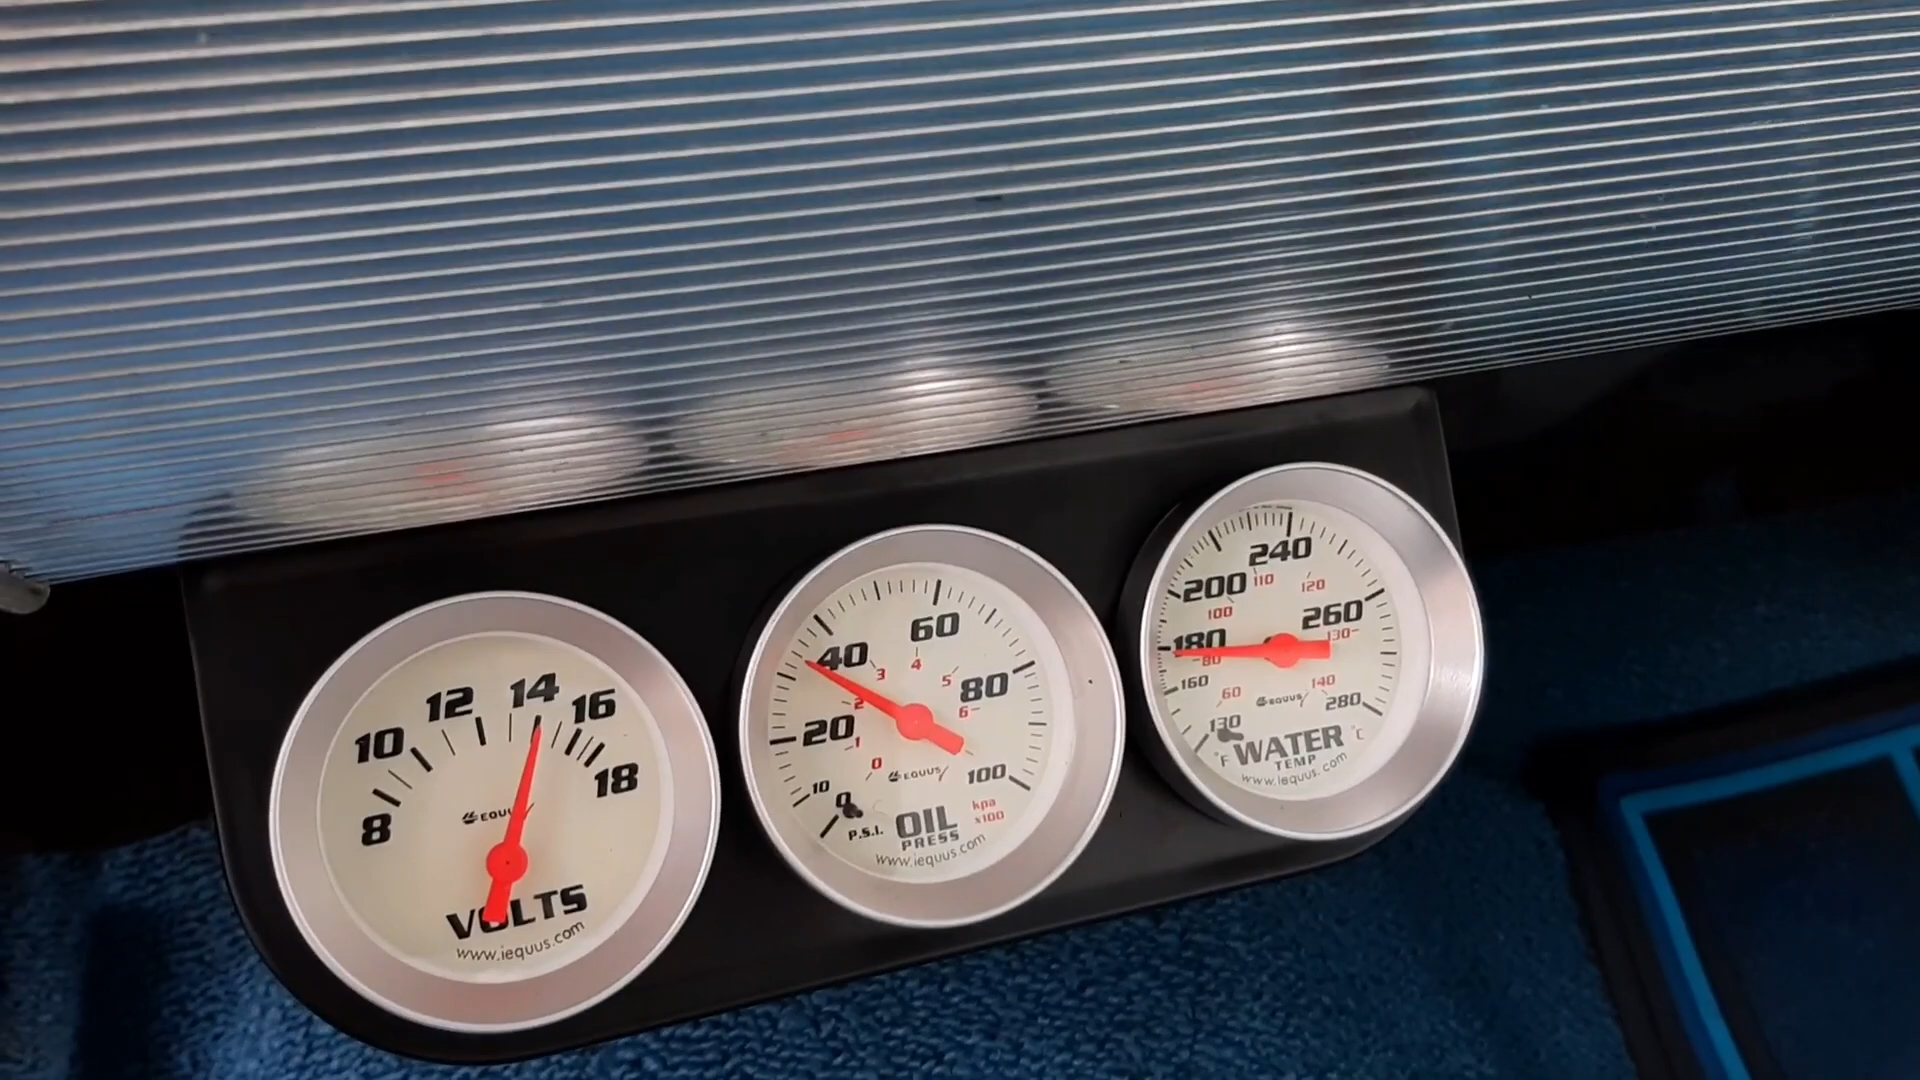 8
10
12
14
16
18
EQUUS
VOLTS
www.iequus.com
0
10
20
40
60
80
100
0
1
2
3
4
5
6
EQUUS
P.S.I.
OIL
PRESS
kpa
x100
www.iequus.com
130
160
180
200
240
260
280
60
80
100
110
120
130
140
EQUUS
°F
WATER
°C
TEMP
www.iequus.com